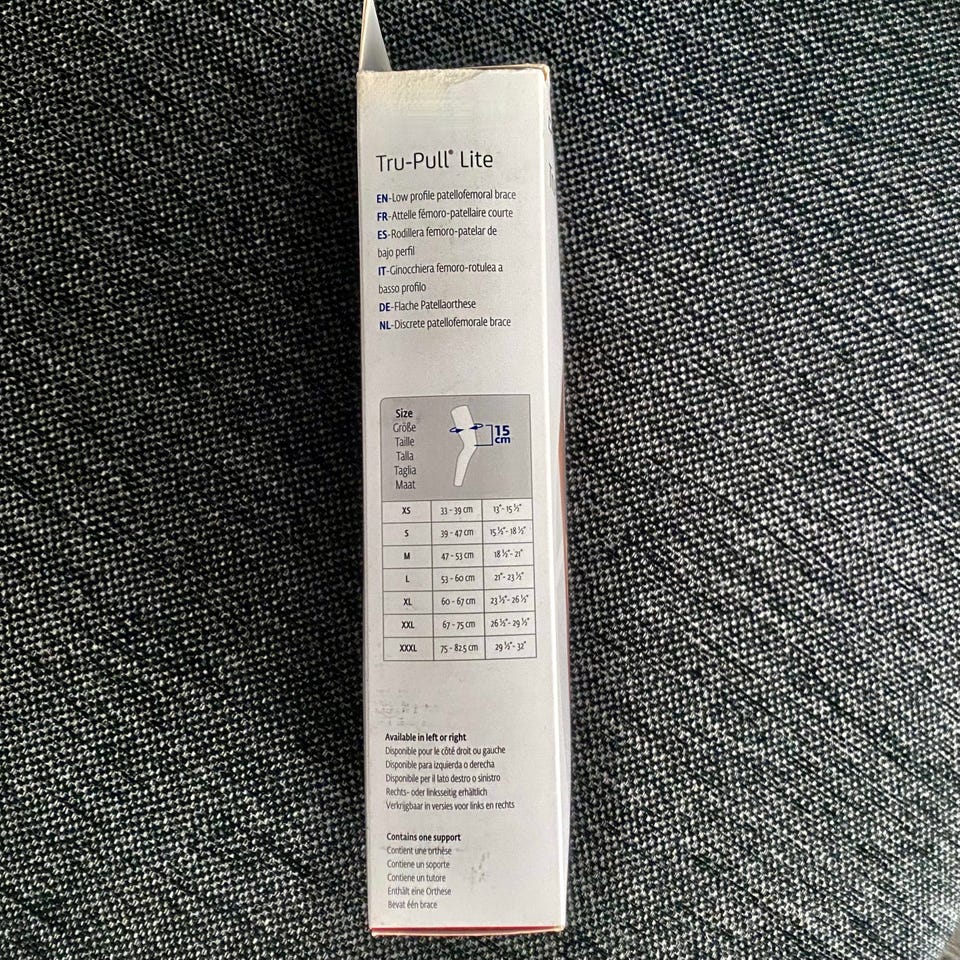 Tru-Pull® Lite
EN-Low profile patellofemoral brace
FR-Attelle fémoro-patellaire courte
ES-Rodillera femoro-patelar de
bajo perfil
IT-Ginocchiera femoro-rotulea a
basso profilo
DE-Flache Patellaorthese
NL-Discrete patellofemorale brace
Size
Größe
Taille
Talla
Taglia
Maat
15
cm
XS 33 - 39 cm 13"- 15 ½"
S 39 - 47 cm 15 ½"- 18 ½"
M 47 - 53 cm 18 ½"- 21"
L 53 - 60 cm 21"- 23 ½"
XL 60 - 67 cm 23 ½"- 26 ½"
XXL 67 - 75 cm 26 ½"- 29 ½"
XXXL 75 - 82.5 cm 29 ½"- 32"
Available in left or right
Disponible pour le côté droit ou gauche
Disponible para izquierda o derecha
Disponibile per il lato destro o sinistro
Rechts- oder linksseitig erhältlich
Verkrijgbaar in versies voor links en rechts
Contains one support
Contient une orthèse
Contiene un soporte
Contiene un tutore
Enthält eine Orthese
Bevat één brace